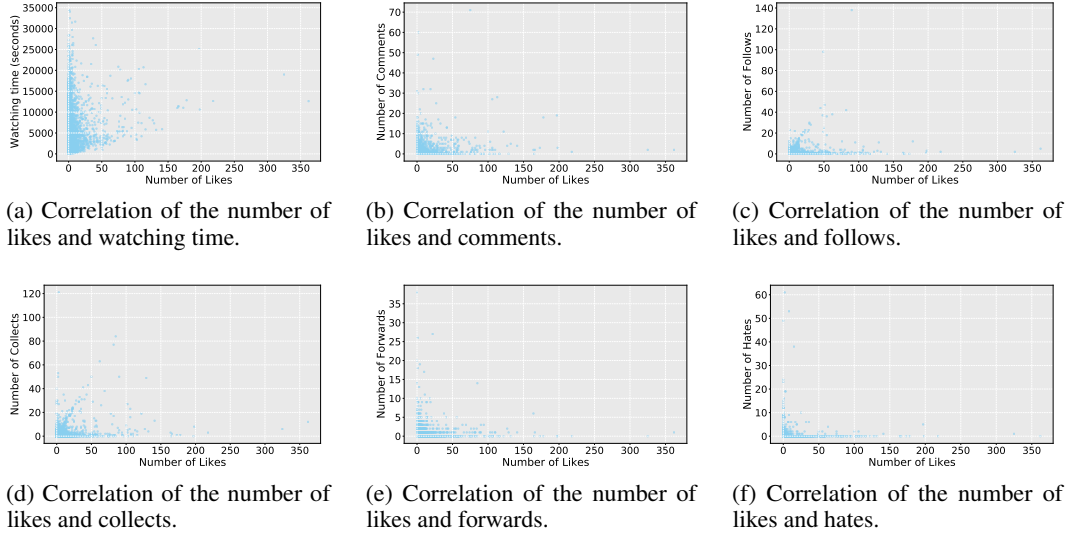 35000
30000
25000
20000
15000
10000
5000
0
Watching time (seconds)
0 50 100 150 200 250 300 350
Number of Likes
(a) Correlation of the number of
likes and watching time.
70
60
50
40
30
20
10
0
Number of Comments
0 50 100 150 200 250 300 350
Number of Likes
(b) Correlation of the number of
likes and comments.
140
120
100
80
60
40
20
0
Number of Follows
0 50 100 150 200 250 300 350
Number of Likes
(c) Correlation of the number of
likes and follows.
120
100
80
60
40
20
0
Number of Collects
0 50 100 150 200 250 300 350
Number of Likes
(d) Correlation of the number of
likes and collects.
35
30
25
20
15
10
5
0
Number of Forwards
0 50 100 150 200 250 300 350
Number of Likes
(e) Correlation of the number of
likes and forwards.
60
50
40
30
20
10
0
Number of Hates
0 50 100 150 200 250 300 350
Number of Likes
(f) Correlation of the number of
likes and hates.